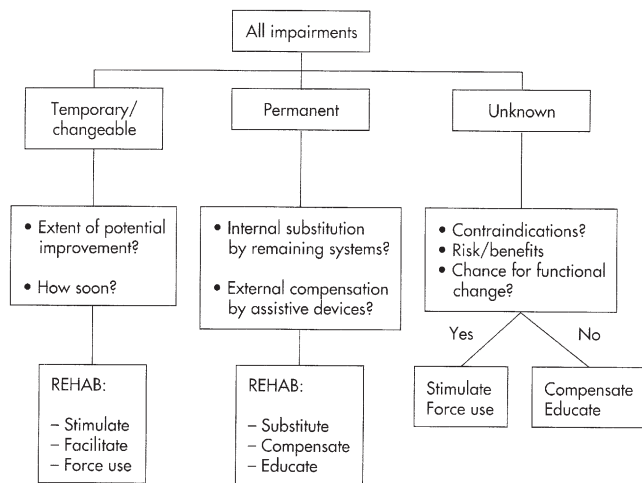 All impairments
Temporary/
changeable
Permanent
Unknown
• Extent of potential
improvement?
• How soon?
• Internal substitution
by remaining systems?
• External compensation
by assistive devices?
• Contraindications?
• Risk/benefits
• Chance for functional
change?
Yes
No
REHAB:
– Stimulate
– Facilitate
– Force use
REHAB:
– Substitute
– Compensate
– Educate
Stimulate
Force use
Compensate
Educate